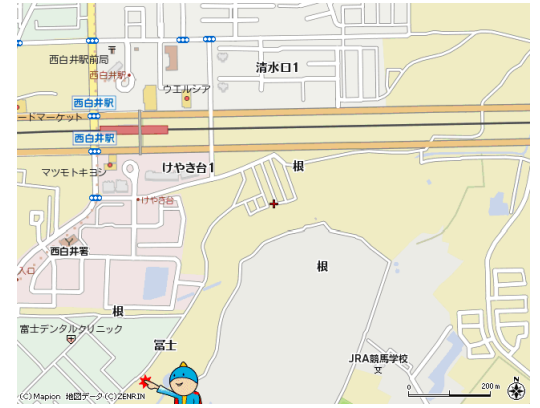 西白井駅前局
西白井駅
清水口1
ウエルシア
西白井駅
ードマーケット
西白井駅
マツモトキヨシ
けやき台1
根
けやき台
西白井署
入口
根
根
富士デンタルクリニック
冨士
JRA競馬学校
文
(C)Mapion 地図データ(C)ZENRIN
0
200 m